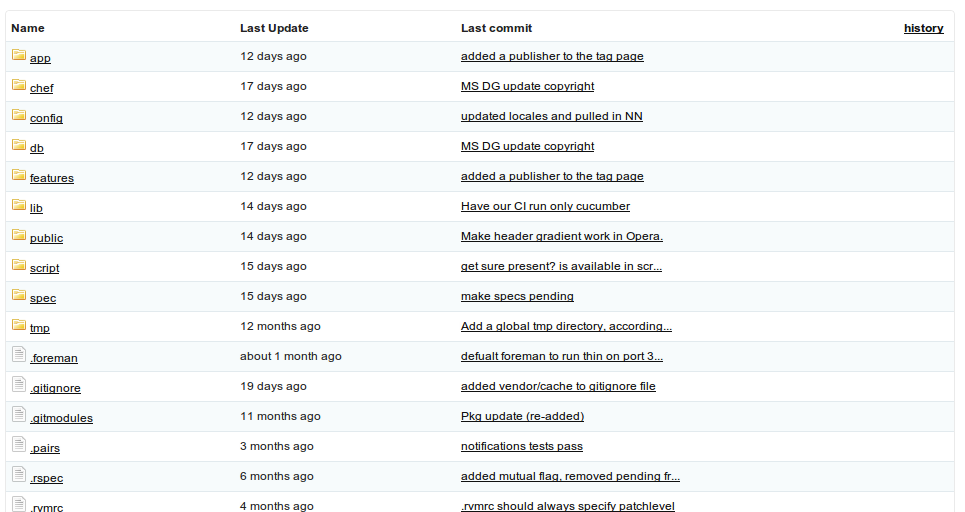 Name Last Update Last commit history
app 12 days ago added a publisher to the tag page
chef 17 days ago MS DG update copyright
config 12 days ago updated locales and pulled in NN
db 17 days ago MS DG update copyright
features 12 days ago added a publisher to the tag page
lib 14 days ago Have our CI run only cucumber
public 14 days ago Make header gradient work in Opera.
script 15 days ago get sure present? is available in scr...
spec 15 days ago make specs pending
tmp 12 months ago Add a global tmp directory, according...
.foreman about 1 month ago defualt foreman to run thin on port 3...
.gitignore 19 days ago added vendor/cache to gitignore file
.gitmodules 11 months ago Pkg update (re-added)
.pairs 3 months ago notifications tests pass
.rspec 6 months ago added mutual flag, removed pending fr...
.rvmrc 4 months ago .rvmrc should always specify patchlevel